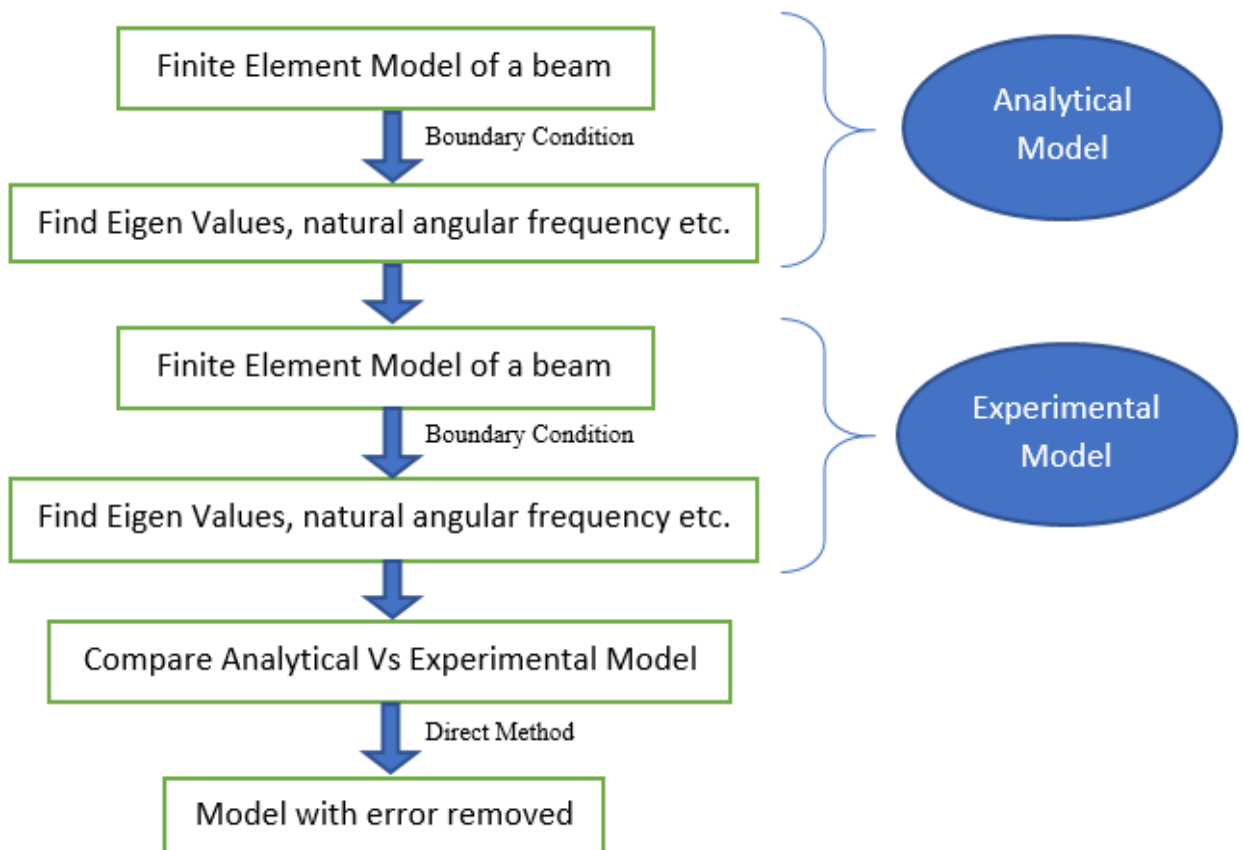 Finite Element Model of a beam
Boundary Condition
Find Eigen Values, natural angular frequency etc.
Analytical
Model
Finite Element Model of a beam
Boundary Condition
Find Eigen Values, natural angular frequency etc.
Experimental
Model
Compare Analytical Vs Experimental Model
Direct Method
Model with error removed